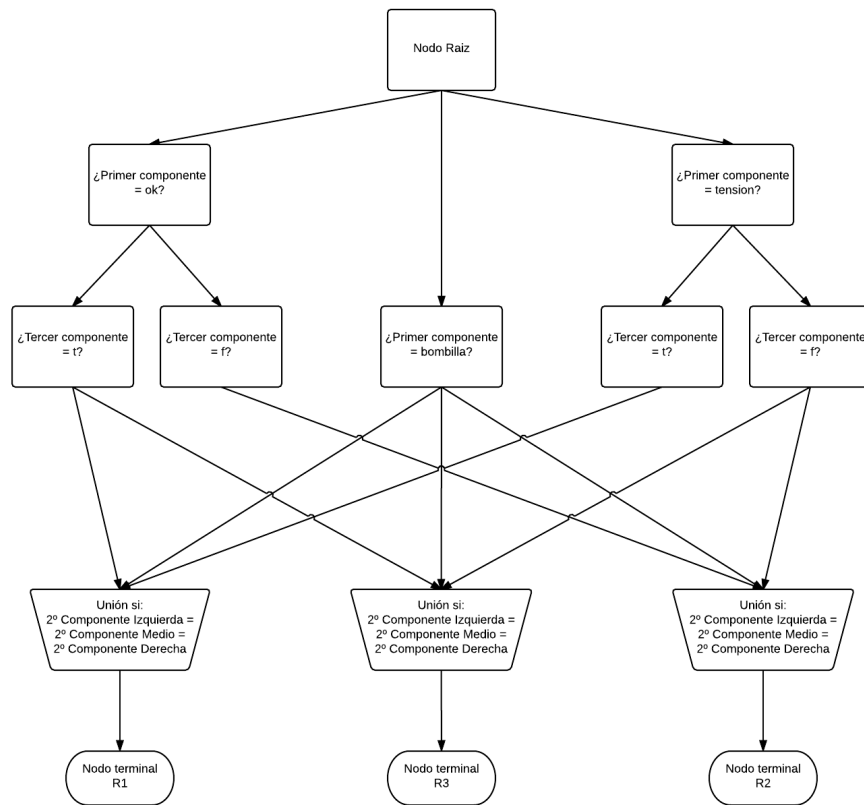 Nodo Raiz
¿Primer componente
= ok?
¿Primer componente
= tension?
¿Tercer componente
= t?
¿Tercer componente
= f?
¿Primer componente
= bombilla?
¿Tercer componente
= t?
¿Tercer componente
= f?
Unión si:
2º Componente Izquierda =
2º Componente Medio =
2º Componente Derecha
Unión si:
2º Componente Izquierda =
2º Componente Medio =
2º Componente Derecha
Unión si:
2º Componente Izquierda =
2º Componente Medio =
2º Componente Derecha
Nodo terminal
R1
Nodo terminal
R3
Nodo terminal
R2